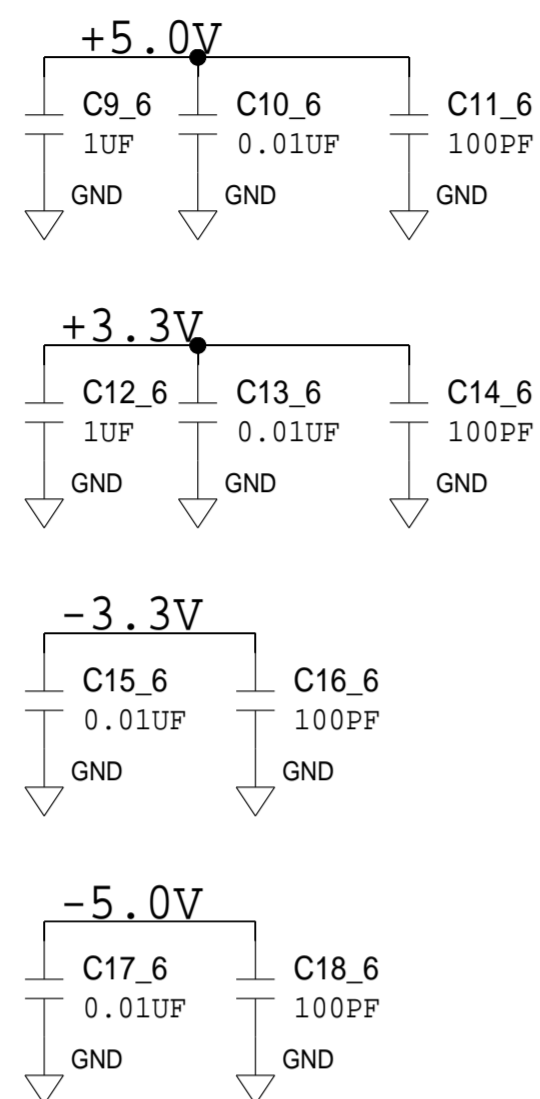 +5.0V
C9_6 C10_6 C11_6
1UF 0.01UF 100PF
GND GND GND
+3.3V
C12_6 C13_6 C14_6
1UF 0.01UF 100PF
GND GND GND
-3.3V
C15_6 C16_6
0.01UF 100PF
GND GND
-5.0V
C17_6 C18_6
0.01UF 100PF
GND GND